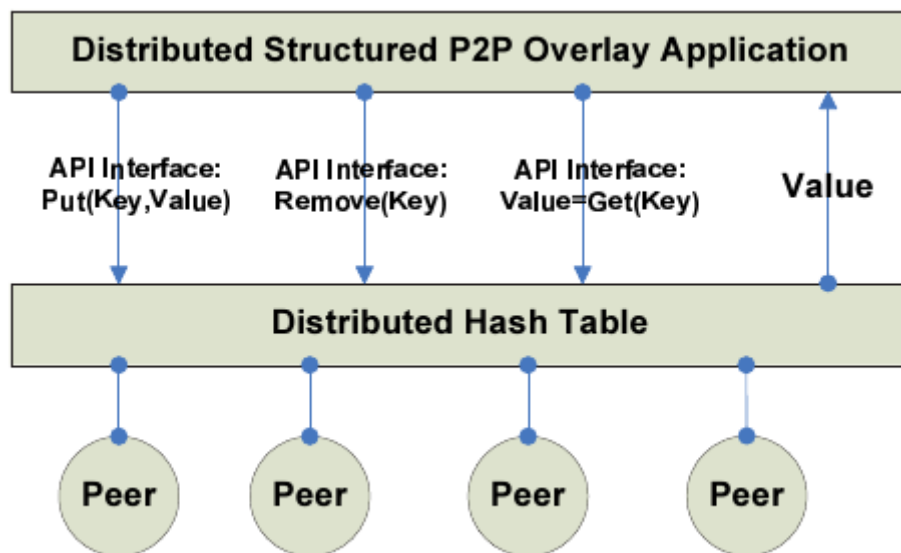 Distributed Structured P2P Overlay Application
API Interface:
Put(Key,Value)
API Interface:
Remove(Key)
API Interface:
Value=Get(Key)
Value
Distributed Hash Table
Peer
Peer
Peer
Peer